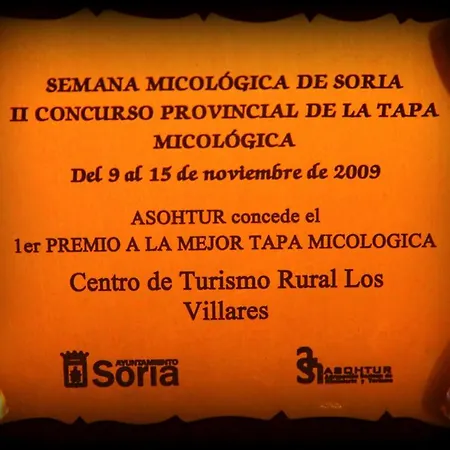 SEMANA MICOLÓGICA DE SORIA
II CONCURSO PROVINCIAL DE LA TAPA
MICOLÓGICA
Del 9 al 15 de noviembre de 2009
ASOHTUR concede el
1er PREMIO A LA MEJOR TAPA MICOLOGICA
Centro de Turismo Rural Los
Villares
AYUNTAMIENTO
Soria
ASOHTUR
y Turismo